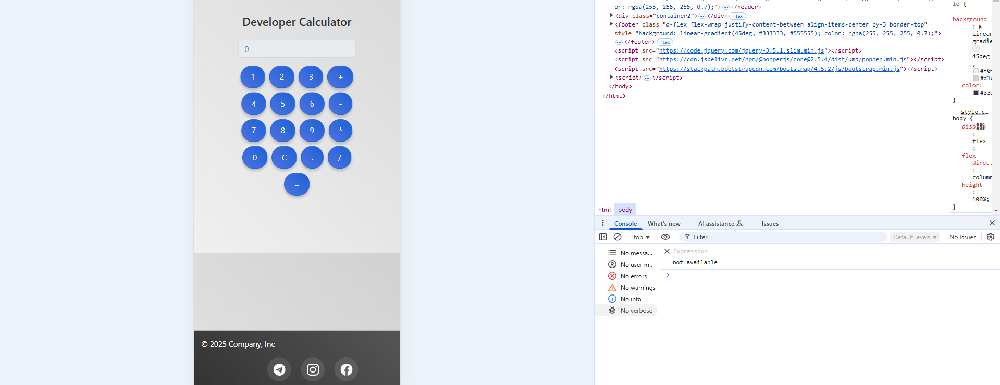 Developer Calculator
0
1 2 3 +
4 5 6 -
7 8 9 *
0 C . /
=
© 2025 Company, Inc
or: rgba(255, 255, 255, 0.7);">…</header>
<div class="container2">…</div> flex
<footer class="d-flex flex-wrap justify-content-between align-items-center py-3 border-top"
style="background: linear-gradient(45deg, #333333, #555555); color: rgba(255, 255, 255, 0.7);">
…</footer> flex
<script src="https://code.jquery.com/jquery-3.5.1.slim.min.js"></script>
<script src="https://cdn.jsdelivr.net/npm/@popperjs/core@2.5.4/dist/umd/popper.min.js"></script>
<script src="https://stackpath.bootstrapcdn.com/bootstrap/4.5.2/js/bootstrap.min.js"></script>
<script>…</script>
</body>
</html>
html body
le {
background
:
linear
gradie
45deg
,
#f0
#d1
color:
#33
}
style.c…
body {
:
flex
;
flex-
direct
:
column
height
:
100%;
}
Console What's new AI assistance Issues
top Filter Default levels No Issues
No messa…
No user m…
No errors
No warnings
No info
No verbose
Expression
not available